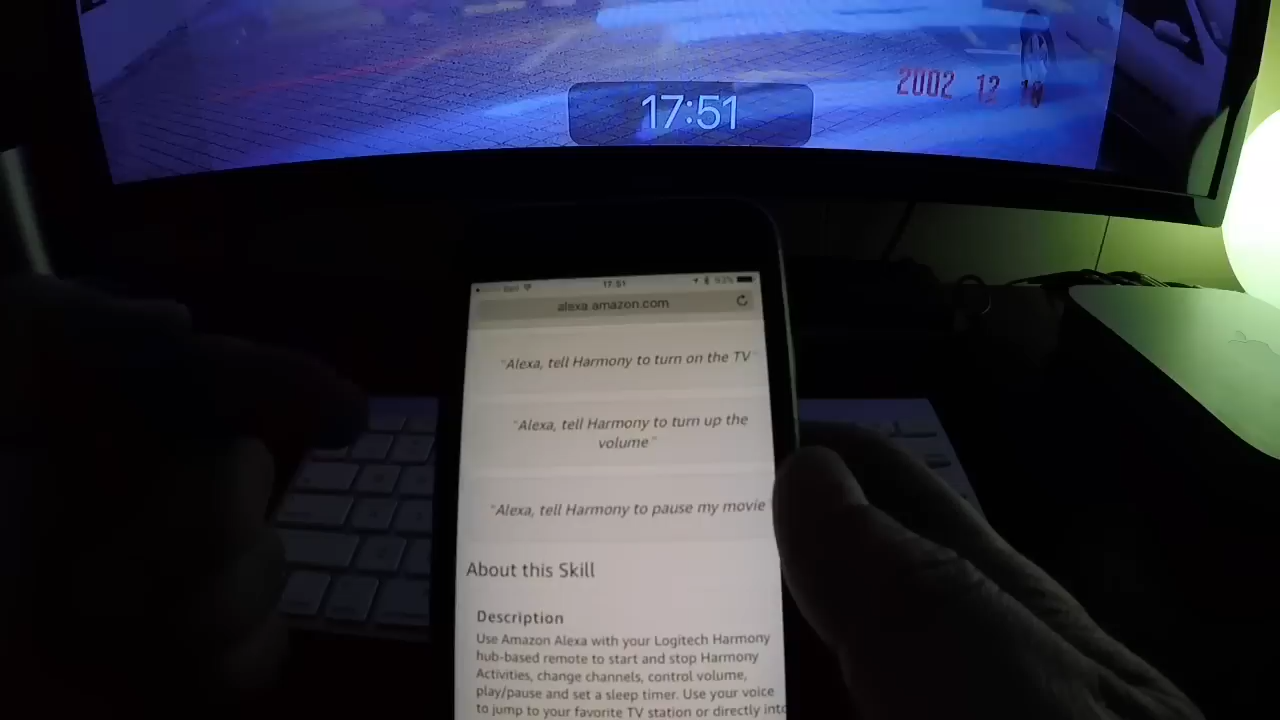 2002 12
17:51
17:51
93%
alexa.amazon.com
"Alexa, tell Harmony to turn on the TV"
"Alexa, tell Harmony to turn up the
volume"
"Alexa, tell Harmony to pause my movie
About this Skill
Description
Use Amazon Alexa with your Logitech Harmony
hub-based remote to start and stop Harmony
Activities, change channels, control volume,
play/pause and set a sleep timer. Use your voice
to jump to your favorite TV station or directly into